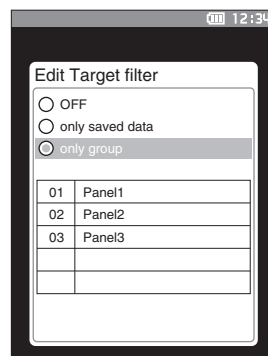 12:34
Edit Target filter
OFF
only saved data
only group
01 Panel1
02 Panel2
03 Panel3